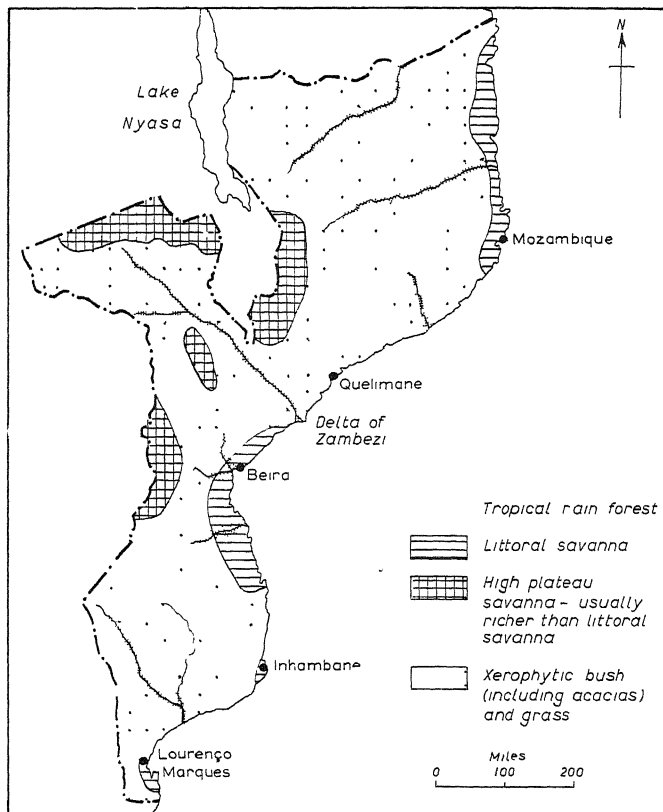 N
Lake
Nyasa
Mozambique
Quelimane
Delta of
Zambezi
Beira
Tropical rain forest
Littoral savanna
High plateau
savanna – usually
richer than littoral
savanna
Inhambane
Xerophytic bush
(including acacias)
and grass
Lourenço
Marques
Miles
0 100 200